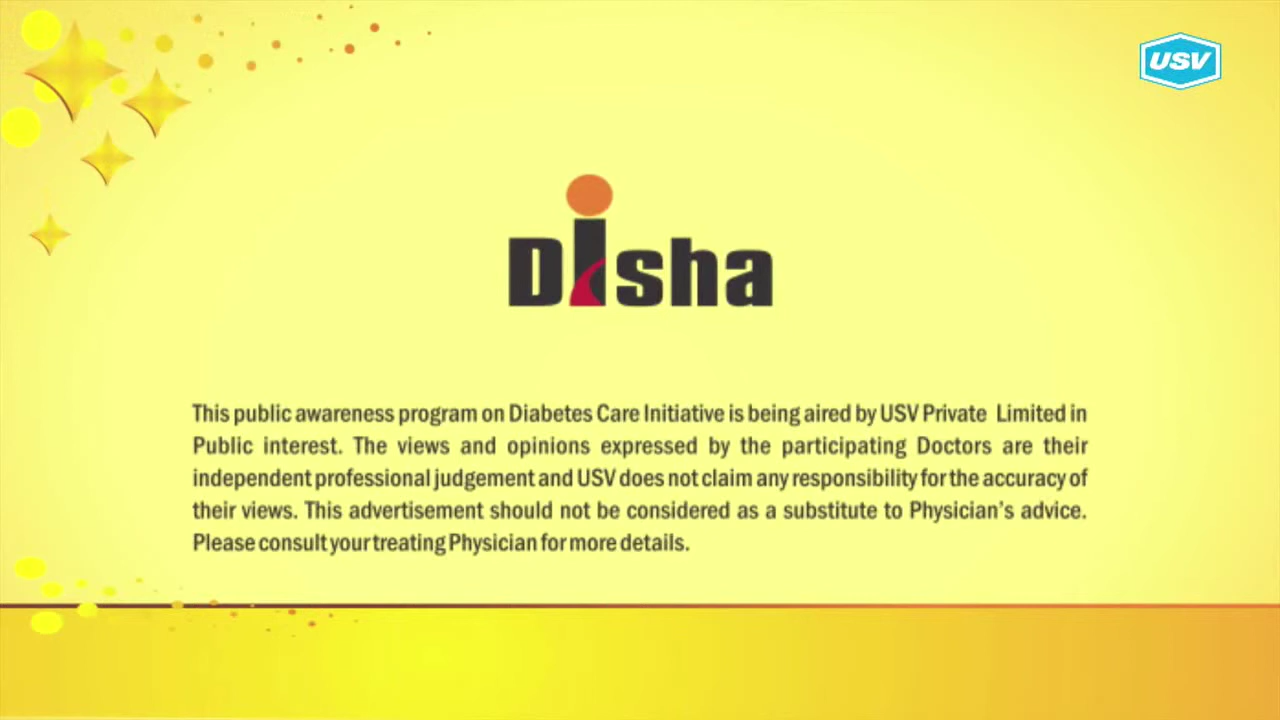 USV
Disha
This public awareness program on Diabetes Care Initiative is being aired by USV Private Limited in
Public interest. The views and opinions expressed by the participating Doctors are their
independent professional judgement and USV does not claim any responsibility for the accuracy of
their views. This advertisement should not be considered as a substitute to Physician's advice.
Please consult your treating Physician for more details.